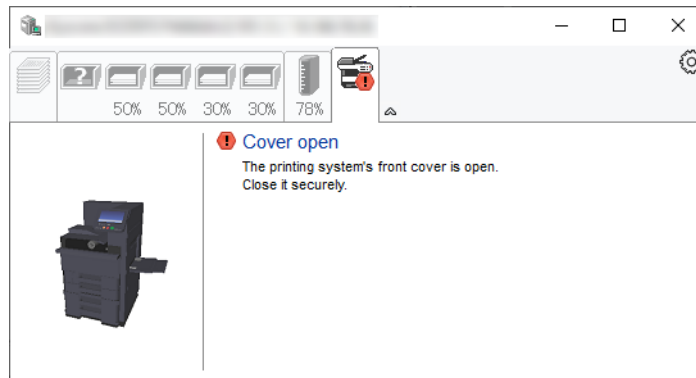 50% 50% 30% 30% 78%
Cover open
The printing system's front cover is open.
Close it securely.